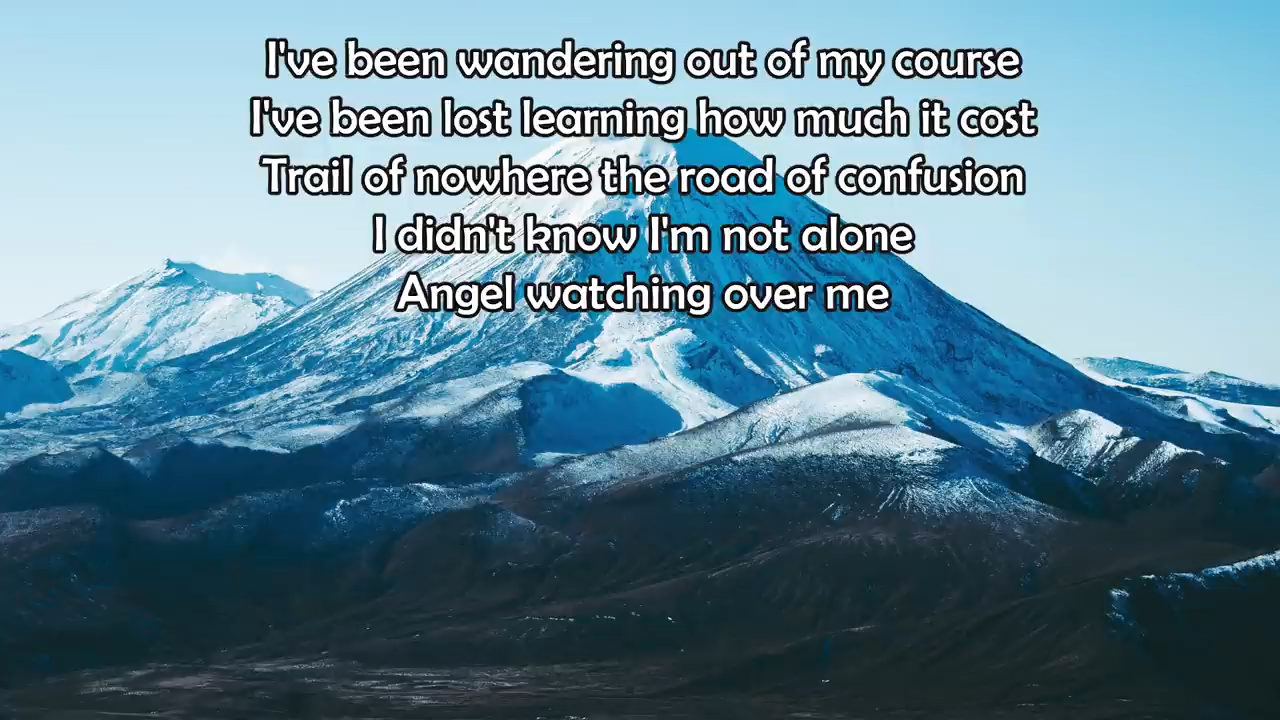 I've been wandering out of my course
I've been lost learning how much it cost
Trail of nowhere the road of confusion
I didn't know I'm not alone
Angel watching over me